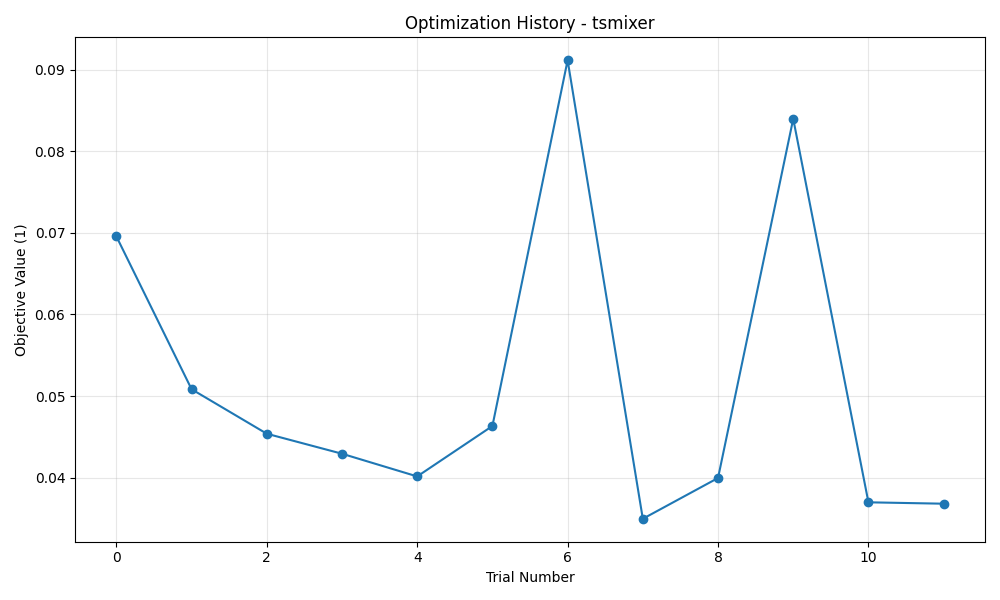 Optimization History - tsmixer
Objective Value (1)
0.09
0.08
0.07
0.06
0.05
0.04
0 2 4 6 8 10
Trial Number